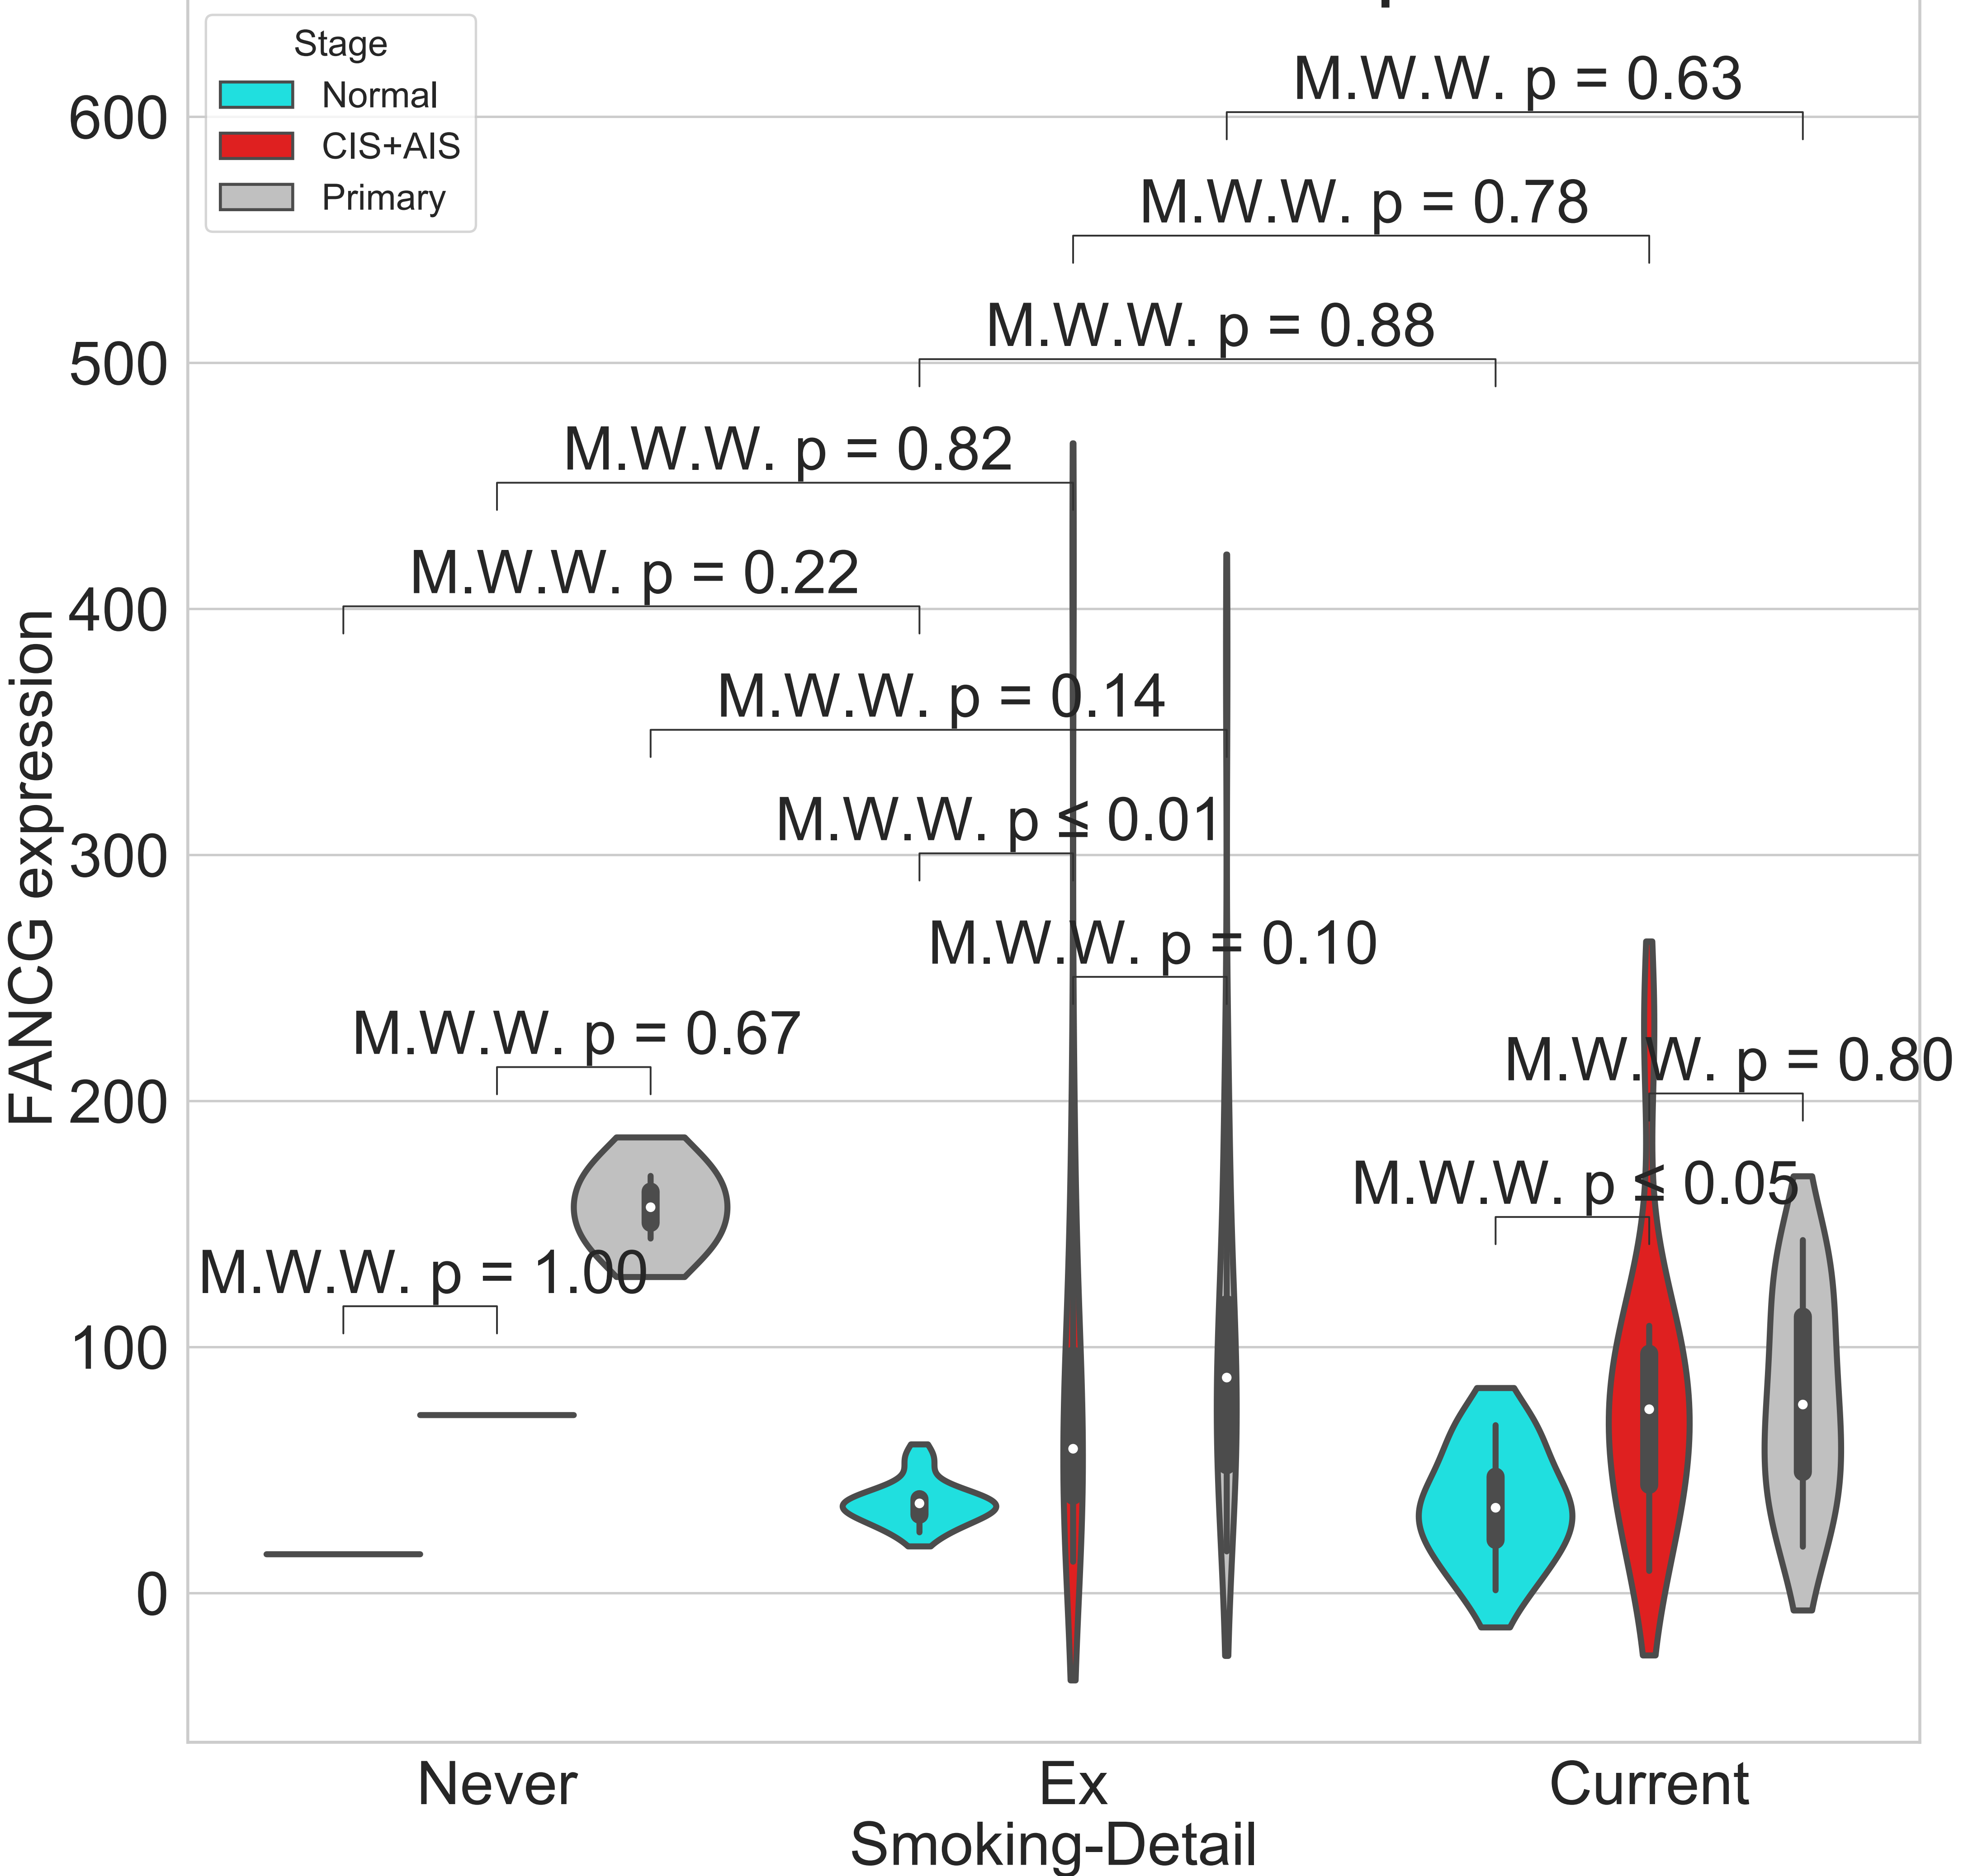 Stage
Normal
CIS+AIS
Primary
M.W.W. p = 0.63
M.W.W. p = 0.78
M.W.W. p = 0.88
M.W.W. p = 0.82
M.W.W. p = 0.22
M.W.W. p = 0.14
M.W.W. p ≤ 0.01
M.W.W. p = 0.10
M.W.W. p = 0.67
M.W.W. p = 0.80
M.W.W. p ≤ 0.05
M.W.W. p = 1.00
600
500
400
300
200
100
0
FANCG expression
Never
Ex
Current
Smoking-Detail